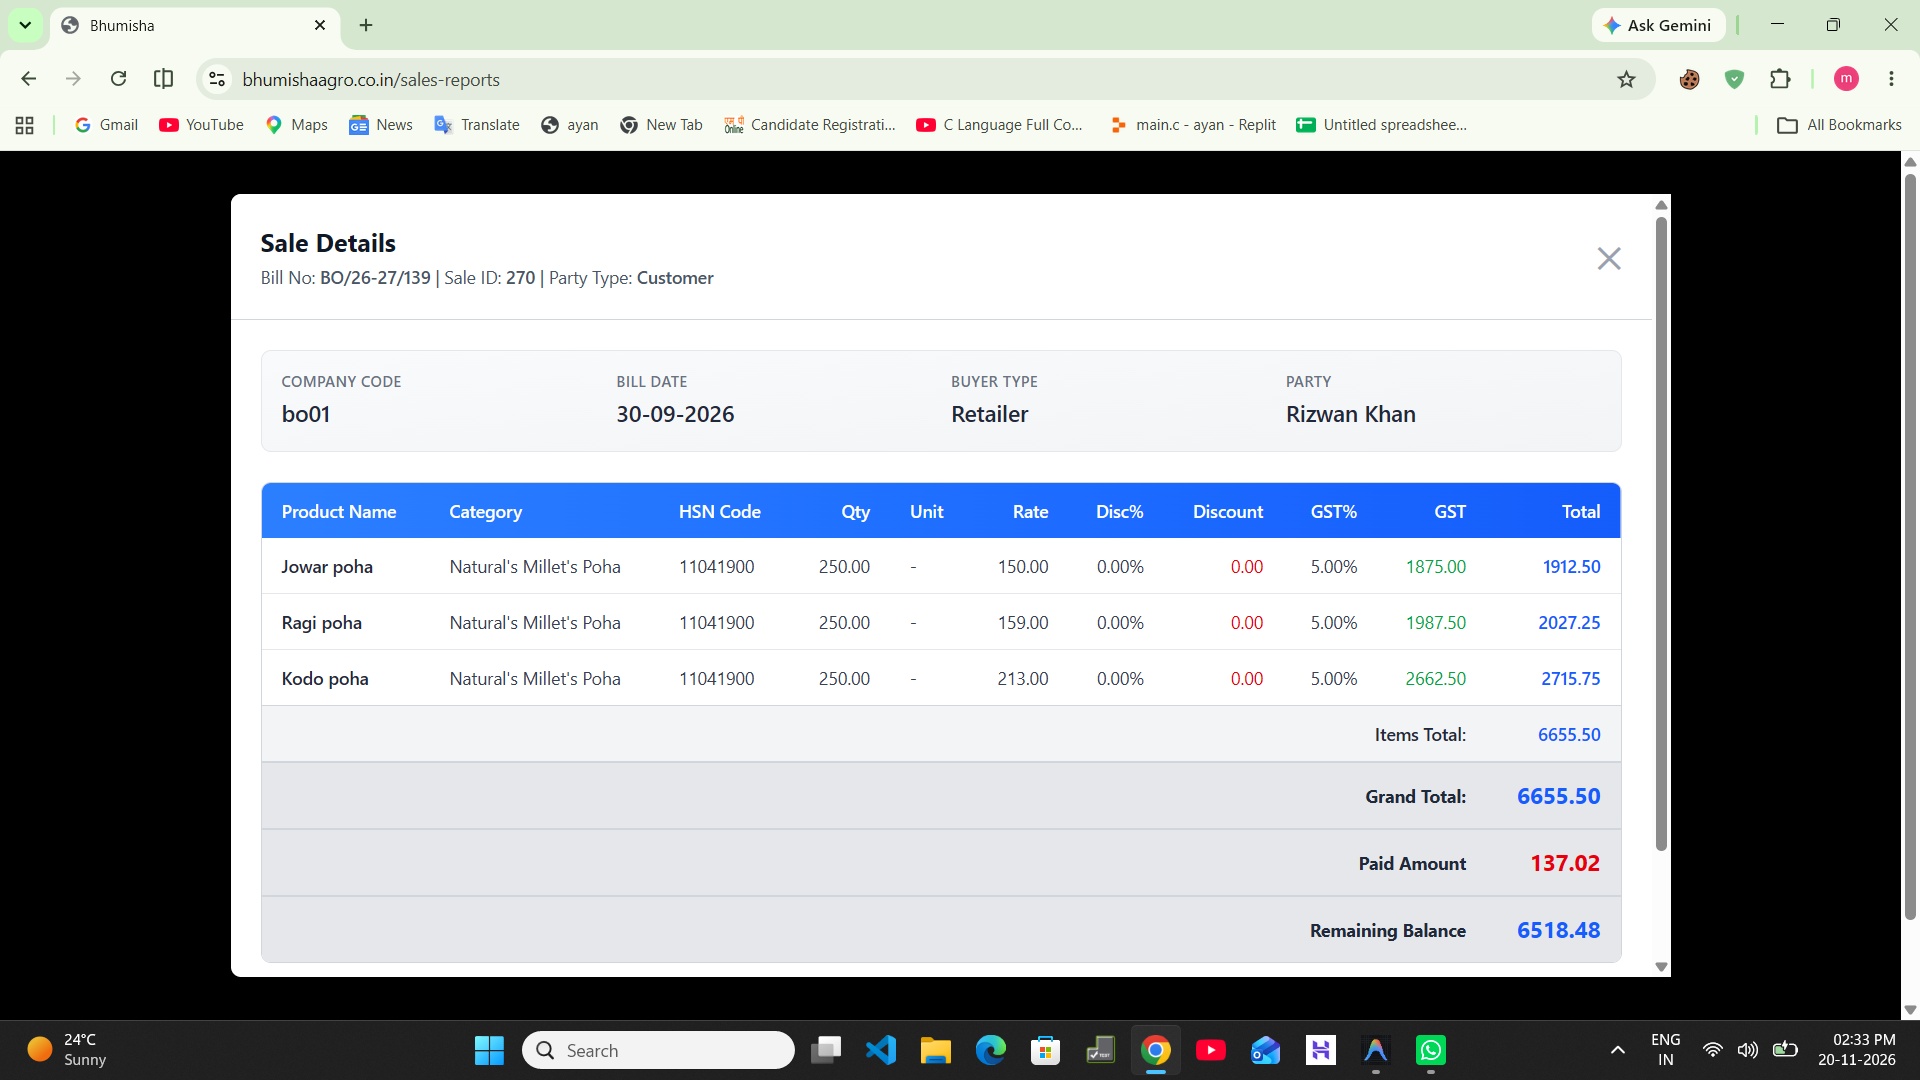 Bhumisha
Ask Gemini
bhumishaagro.co.in/sales-reports
m
Gmail YouTube Maps News Translate ayan New Tab Candidate Registrati... C Language Full Co... main.c - ayan - Replit Untitled spreadshee... All Bookmarks
Sale Details
Bill No: BO/26-27/139 | Sale ID: 270 | Party Type: Customer
COMPANY CODE BILL DATE BUYER TYPE PARTY
bo01 30-09-2026 Retailer Rizwan Khan
Product Name Category HSN Code Qty Unit Rate Disc% Discount GST% GST Total
Jowar poha Natural's Millet's Poha 11041900 250.00 - 150.00 0.00% 0.00 5.00% 1875.00 1912.50
Ragi poha Natural's Millet's Poha 11041900 250.00 - 159.00 0.00% 0.00 5.00% 1987.50 2027.25
Kodo poha Natural's Millet's Poha 11041900 250.00 - 213.00 0.00% 0.00 5.00% 2662.50 2715.75
Items Total: 6655.50
Grand Total: 6655.50
Paid Amount 137.02
Remaining Balance 6518.48
24°C
Sunny
Search
ENG
IN
02:33 PM
20-11-2026